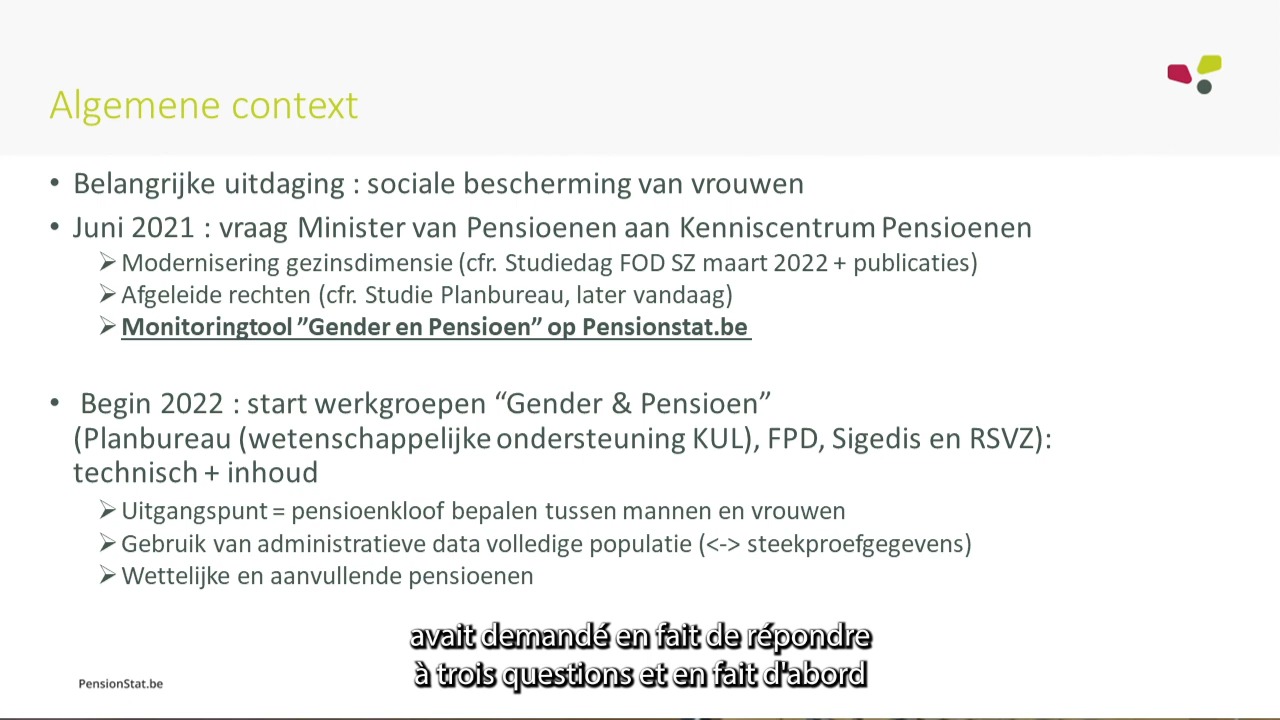 Algemene context
• Belangrijke uitdaging : sociale bescherming van vrouwen
• Juni 2021 : vraag Minister van Pensioenen aan Kenniscentrum Pensioenen
➢ Modernisering gezinsdimensie (cfr. Studiedag FOD SZ maart 2022 + publicaties)
➢ Afgeleide rechten (cfr. Studie Planbureau, later vandaag)
➢ Monitoringtool ”Gender en Pensioen” op Pensionstat.be
• Begin 2022 : start werkgroepen “Gender & Pensioen”
(Planbureau (wetenschappelijke ondersteuning KUL), FPD, Sigedis en RSVZ):
technisch + inhoud
➢ Uitgangspunt = pensioenkloof bepalen tussen mannen en vrouwen
➢ Gebruik van administratieve data volledige populatie (<-> steekproefgegevens)
➢ Wettelijke en aanvullende pensioenen
avait demandé en fait de répondre
à trois questions et en fait d'abord
PensionStat.be